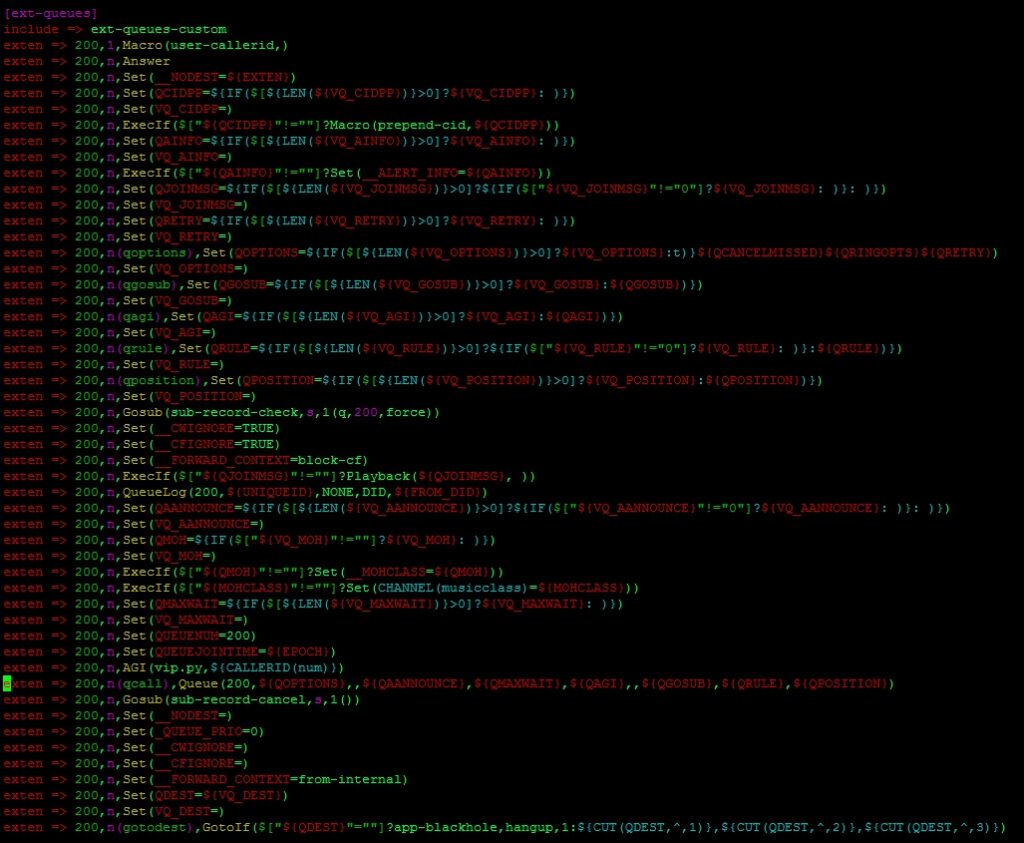 [ext-queues]
include => ext-queues-custom
exten => 200,1,Macro(user-callerid,)
exten => 200,n,Answer
exten => 200,n,Set(__NODEST=${EXTEN})
exten => 200,n,Set(QCIDPP=${IF($[${LEN(${VQ_CIDPP})}>0]?${VQ_CIDPP}: )})
exten => 200,n,Set(VQ_CIDPP=)
exten => 200,n,ExecIf($["${QCIDPP}"!=""]?Macro(prepend-cid,${QCIDPP}))
exten => 200,n,Set(QAINFO=${IF($[${LEN(${VQ_AINFO})}>0]?${VQ_AINFO}: )})
exten => 200,n,Set(VQ_AINFO=)
exten => 200,n,ExecIf($["${QAINFO}"!=""]?Set(__ALERT_INFO=${QAINFO}))
exten => 200,n,Set(QJOINMSG=${IF($[${LEN(${VQ_JOINMSG})}>0]?${IF($["${VQ_JOINMSG}"!="0"]?${VQ_JOINMSG}: )}: )})
exten => 200,n,Set(VQ_JOINMSG=)
exten => 200,n,Set(QRETRY=${IF($[${LEN(${VQ_RETRY})}>0]?${VQ_RETRY}: )})
exten => 200,n,Set(VQ_RETRY=)
exten => 200,n(qoptions),Set(QOPTIONS=${IF($[${LEN(${VQ_OPTIONS})}>0]?${VQ_OPTIONS}:t)}${QCANCELMISSED}${QRINGOPTS}${QRETRY})
exten => 200,n,Set(VQ_OPTIONS=)
exten => 200,n(qgosub),Set(QGOSUB=${IF($[${LEN(${VQ_GOSUB})}>0]?${VQ_GOSUB}:${QGOSUB})})
exten => 200,n,Set(VQ_GOSUB=)
exten => 200,n(qagi),Set(QAGI=${IF($[${LEN(${VQ_AGI})}>0]?${VQ_AGI}:${QAGI})})
exten => 200,n,Set(VQ_AGI=)
exten => 200,n(qrule),Set(QRULE=${IF($[${LEN(${VQ_RULE})}>0]?${IF($["${VQ_RULE}"!="0"]?${VQ_RULE}: )}:${QRULE})})
exten => 200,n,Set(VQ_RULE=)
exten => 200,n(qposition),Set(QPOSITION=${IF($[${LEN(${VQ_POSITION})}>0]?${VQ_POSITION}:${QPOSITION})})
exten => 200,n,Set(VQ_POSITION=)
exten => 200,n,Gosub(sub-record-check,s,1(q,200,force))
exten => 200,n,Set(__CWIGNORE=TRUE)
exten => 200,n,Set(__CFIGNORE=TRUE)
exten => 200,n,Set(__FORWARD_CONTEXT=block-cf)
exten => 200,n,ExecIf($["${QJOINMSG}"!=""]?Playback(${QJOINMSG}, ))
exten => 200,n,QueueLog(200,${UNIQUEID},NONE,DID,${FROM_DID})
exten => 200,n,Set(QAANNOUNCE=${IF($[${LEN(${VQ_AANNOUNCE})}>0]?${IF($["${VQ_AANNOUNCE}"!="0"]?${VQ_AANNOUNCE}: )}: )})
exten => 200,n,Set(VQ_AANNOUNCE=)
exten => 200,n,Set(QMOH=${IF($["${VQ_MOH}"!=""]?${VQ_MOH}: )})
exten => 200,n,Set(VQ_MOH=)
exten => 200,n,ExecIf($["${QMOH}"!=""]?Set(__MOHCLASS=${QMOH}))
exten => 200,n,ExecIf($["${MOHCLASS}"!=""]?Set(CHANNEL(musicclass)=${MOHCLASS}))
exten => 200,n,Set(QMAXWAIT=${IF($[${LEN(${VQ_MAXWAIT})}>0]?${VQ_MAXWAIT}: )})
exten => 200,n,Set(VQ_MAXWAIT=)
exten => 200,n,Set(QUEUENUM=200)
exten => 200,n,Set(QUEUEJOINTIME=${EPOCH})
exten => 200,n,AGI(vip.py,${CALLERID(num)})
exten => 200,n(qcall),Queue(200,${QOPTIONS},,${QAANNOUNCE},${QMAXWAIT},${QAGI},,${QGOSUB},${QRULE},${QPOSITION})
exten => 200,n,Gosub(sub-record-cancel,s,1())
exten => 200,n,Set(__NODEST=)
exten => 200,n,Set(_QUEUE_PRIO=0)
exten => 200,n,Set(__CWIGNORE=)
exten => 200,n,Set(__CFIGNORE=)
exten => 200,n,Set(__FORWARD_CONTEXT=from-internal)
exten => 200,n,Set(QDEST=${VQ_DEST})
exten => 200,n,Set(VQ_DEST=)
exten => 200,n(gotodest),GotoIf($["${QDEST}"=""]?app-blackhole,hangup,1:${CUT(QDEST,^,1)},${CUT(QDEST,^,2)},${CUT(QDEST,^,3)})